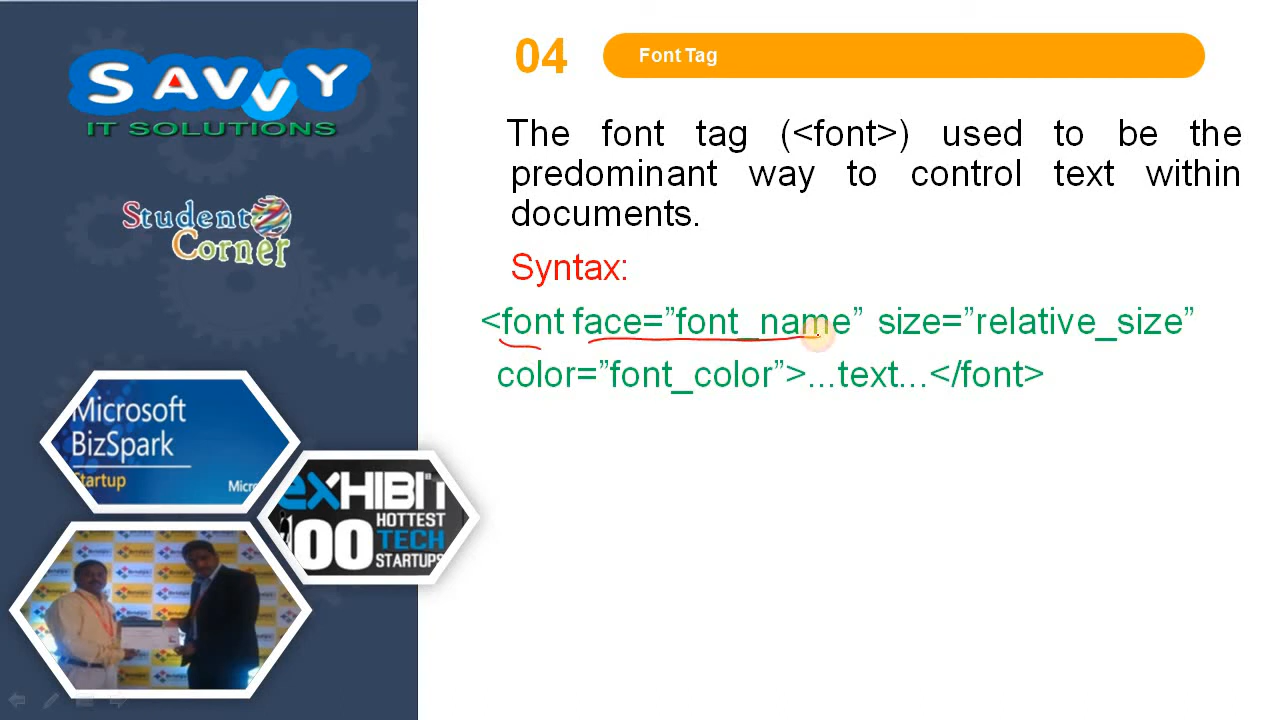 SAVVY
IT SOLUTIONS
Student
Corner
Microsoft
BizSpark
Startup
Micr
eXHIBIT
100 HOTTEST
TECH
STARTUPS
04
Font Tag
The font tag (<font>) used to be the
predominant way to control text within
documents.
Syntax:
<font face=”font_name” size=”relative_size”
color=”font_color”>...text...</font>